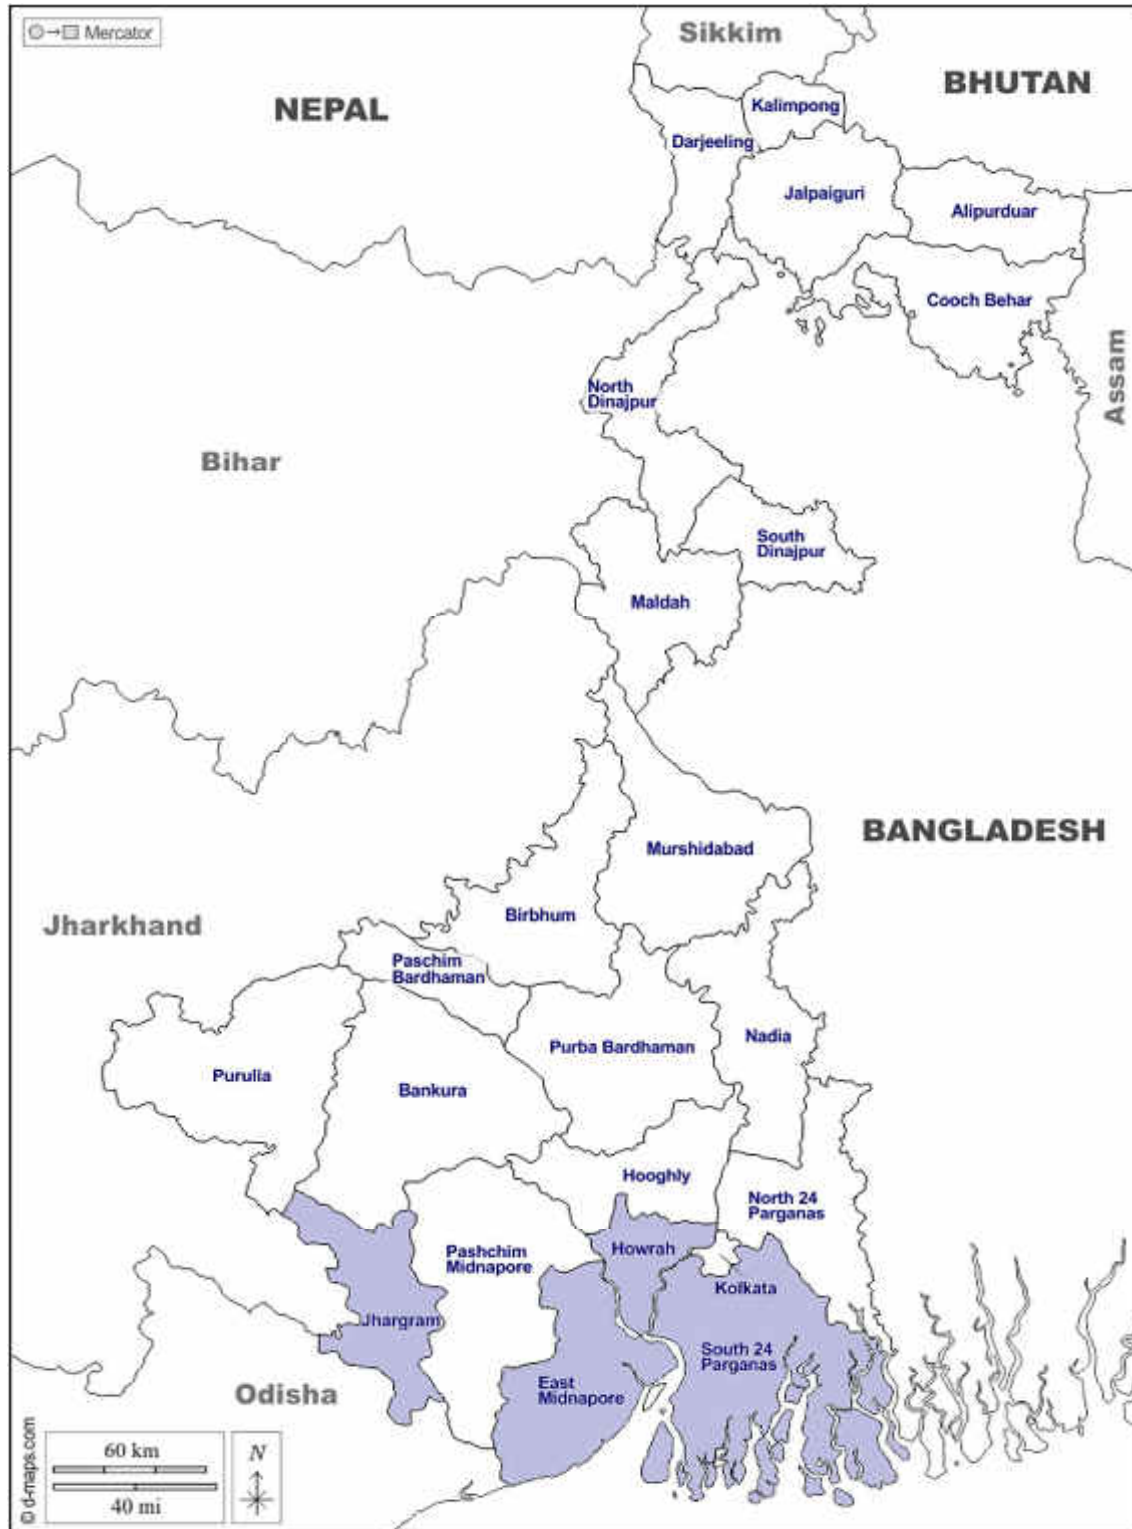 Mercator
Sikkim
NEPAL
BHUTAN
Kalimpong
Darjeeling
Jalpaiguri
Alipurduar
Cooch Behar
Assam
North
Dinajpur
Bihar
South
Dinajpur
Maldah
BANGLADESH
Murshidabad
Birbhum
Jharkhand
Paschim
Bardhaman
Nadia
Purba Bardhaman
Purulia
Bankura
Hooghly
North 24
Parganas
Howrah
Pashchim
Midnapore
Kolkata
Jhargram
South 24
Parganas
East
Midnapore
Odisha
60 km
40 mi
N
© d-maps.com